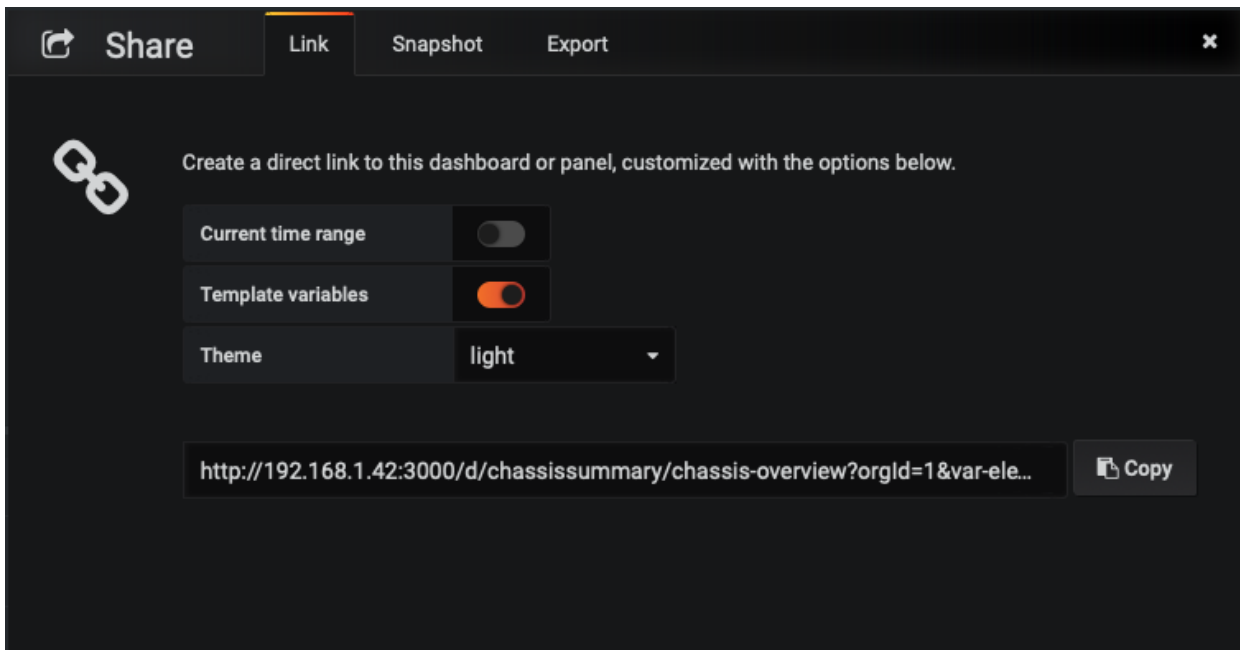 Share Link Snapshot Export
Create a direct link to this dashboard or panel, customized with the options below.
Current time range
Template variables
Theme light
http://192.168.1.42:3000/d/chassissummary/chassis-overview?orgId=1&var-ele... Copy